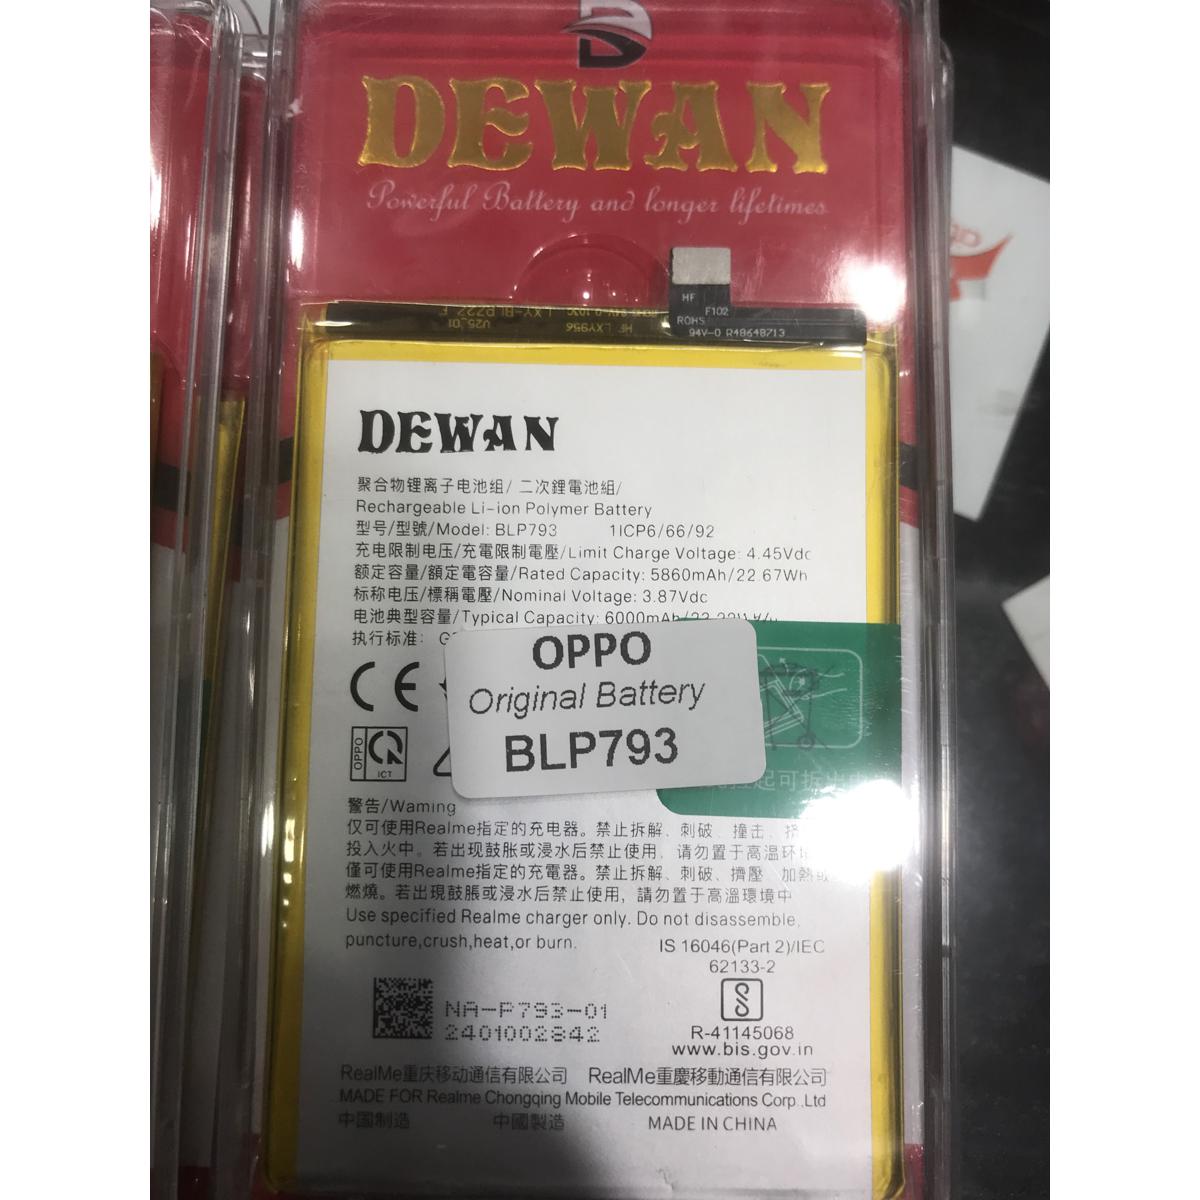 DEWAN
Powerful Battery and longer lifetimes
HF
F102
ROHS
94V-0 R48648713
DEWAN
聚合物锂离子电池组/ 二次鋰電池組/
Rechargeable Li-ion Polymer Battery
型号/型號/Model: BLP793 1ICP6/66/92
充电限制电压/充電限制電壓/Limit Charge Voltage: 4.45Vdc
额定容量/額定電容量/Rated Capacity: 5860mAh/22.67Wh
标称电压/標稱電壓/Nominal Voltage: 3.87Vdc
电池典型容量/Typical Capacity: 6000mAh
执行标准:
OPPO
Original Battery
BLP793
CE
OPPO
ICT
起可拆出电
警告/Warning
仅可使用Realme指定的充电器。禁止拆解、刺破、撞击、挤
投入火中。若出现鼓胀或浸水后禁止使用, 请勿置于高温环境
僅可使用Realme指定的充電器。禁止拆解、刺破、擠壓、加熱或
燃燒。若出現鼓脹或浸水后禁止使用, 請勿置于高溫環境中
Use specified Realme charger only. Do not disassemble,
puncture,crush,heat,or burn.
IS 16046(Part 2)/IEC
62133-2
NA-P793-01
2401002842
R-41145068
www.bis.gov.in
RealMe重庆移动通信有限公司 RealMe重慶移動通信有限公司
MADE FOR Realme Chongqing Mobile Telecommunications Corp.,Ltd
中国制造 中國製造 MADE IN CHINA